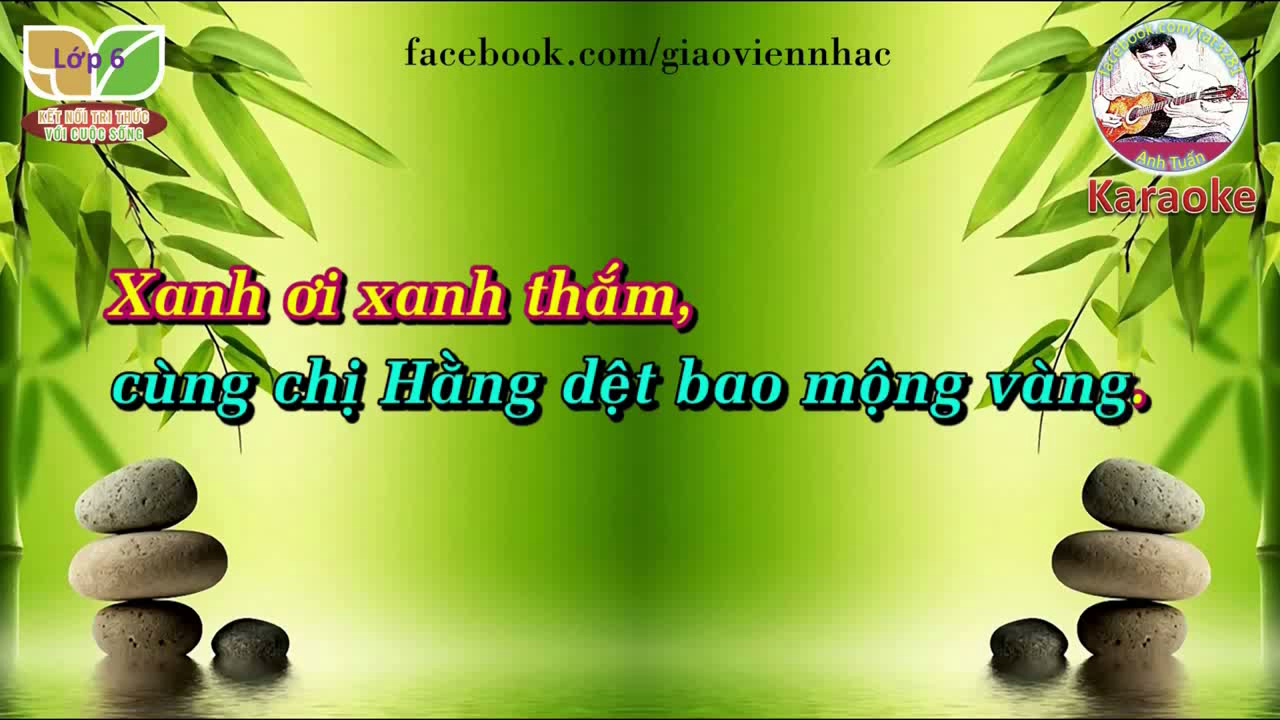 Lớp 6
KẾT NỐI TRI THỨC
VỚI CUỘC SỐNG
facebook.com/giaoviennhac
Anh Tuấn
Karaoke
Xanh ơi xanh thắm,
cùng chị Hằng dệt bao mộng vàng.